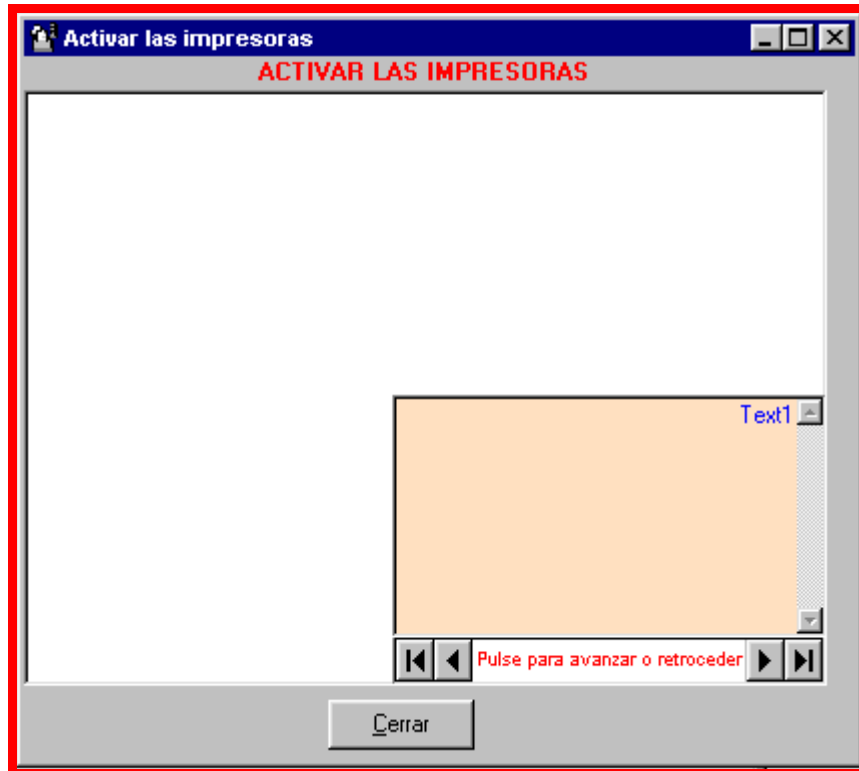 Activar las impresoras
ACTIVAR LAS IMPRESORAS
Text1
Pulse para avanzar o retroceder
Cerrar